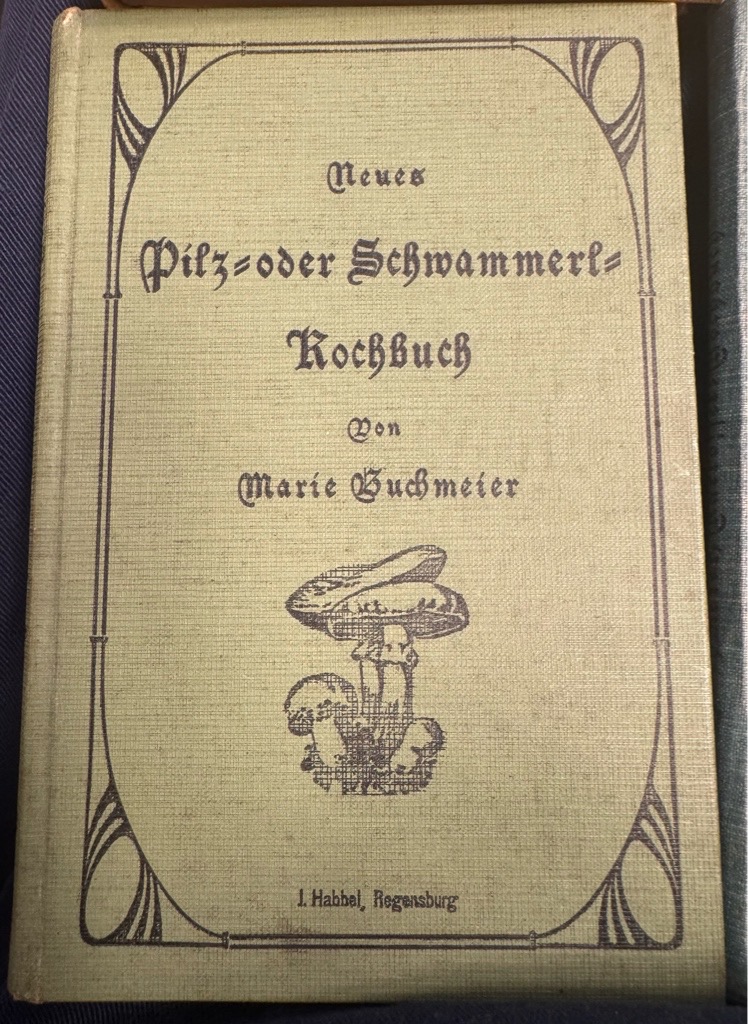 Neues
Pilz-oder Schwammerl-
Kochbuch
Von
Marie Buchmeier
J. Habbel, Regensburg